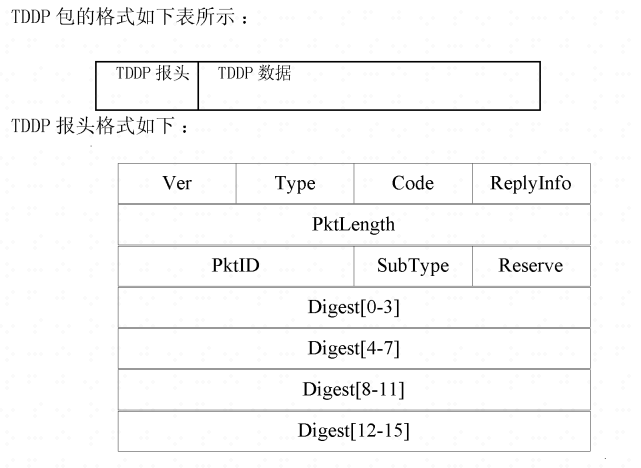 TDDP 包的格式如下表所示：
TDDP 报头 TDDP 数据
TDDP 报头格式如下：
Ver Type Code ReplyInfo
PktLength
PktID SubType Reserve
Digest[0-3]
Digest[4-7]
Digest[8-11]
Digest[12-15]